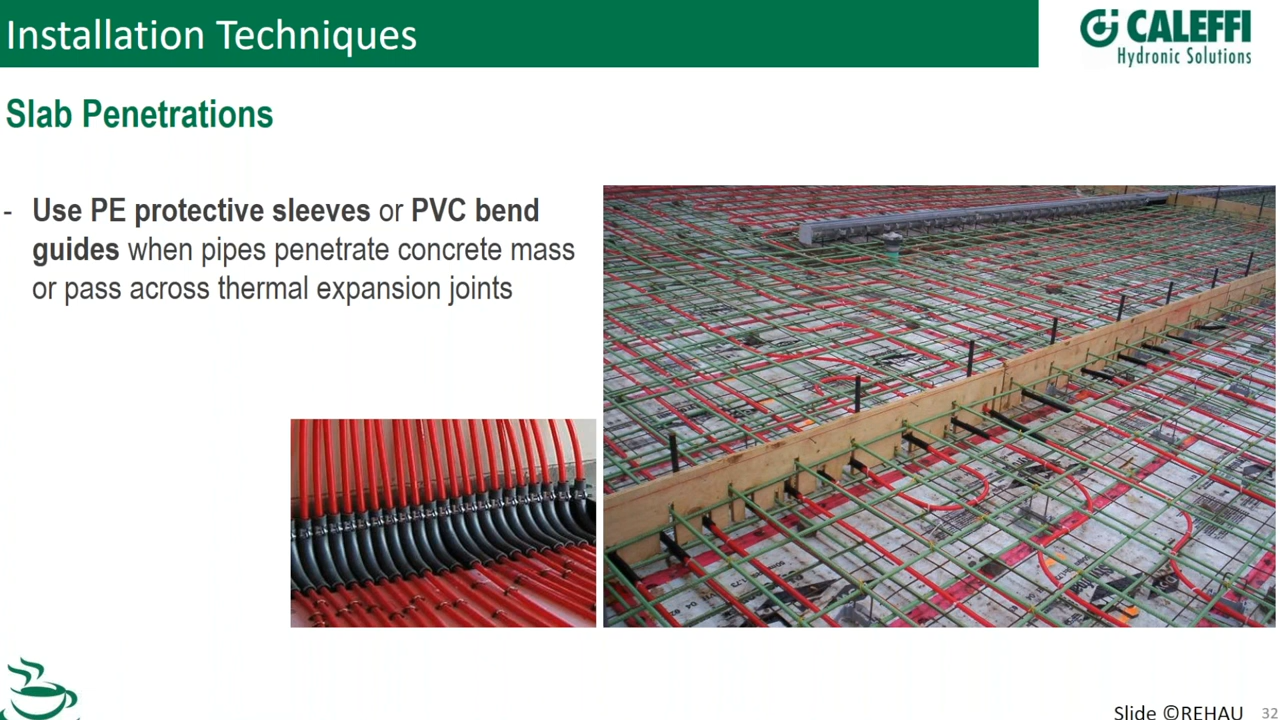 Installation Techniques
CALEFFI
Hydronic Solutions
Slab Penetrations
- Use PE protective sleeves or PVC bend
guides when pipes penetrate concrete mass
or pass across thermal expansion joints
Slide ©REHAU 32